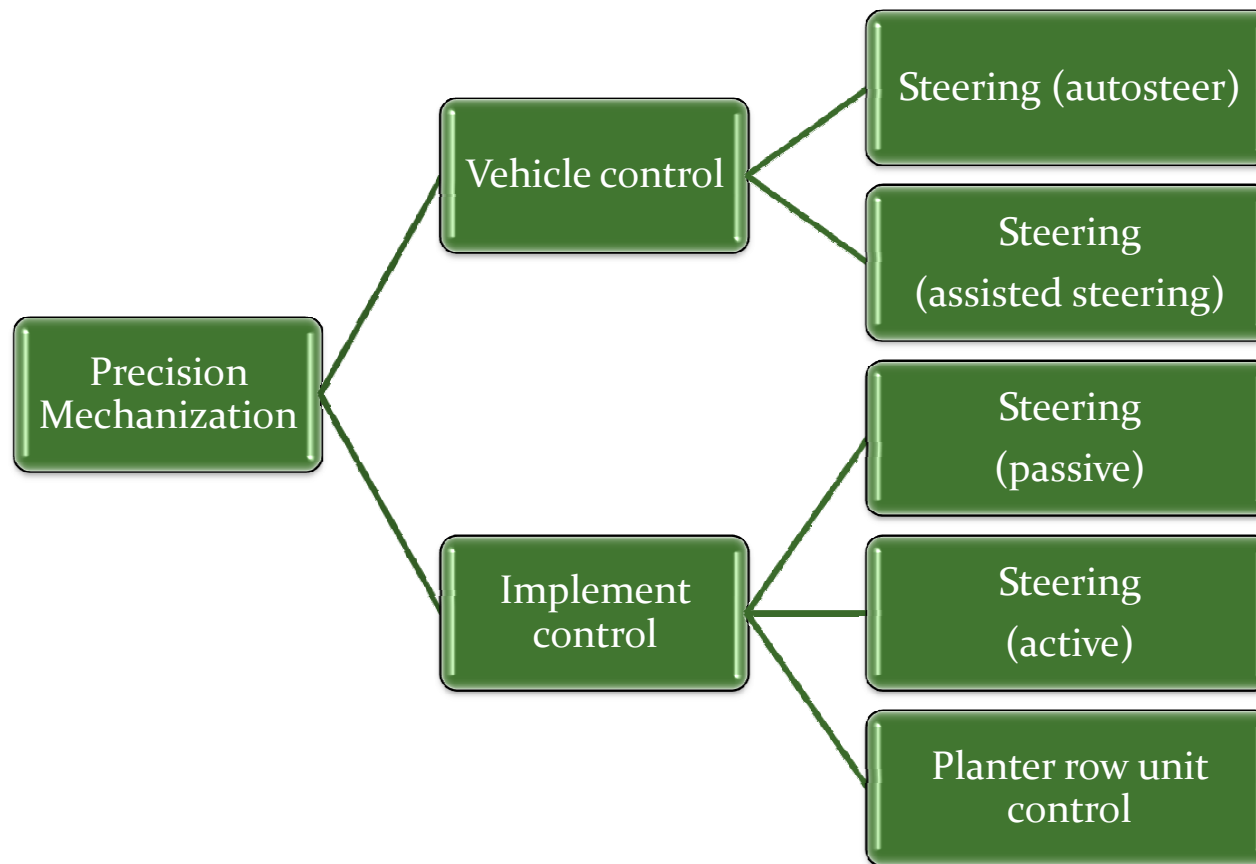 Precision
Mechanization
Vehicle control
Steering (autosteer)
Steering
(assisted steering)
Implement
control
Steering
(passive)
Steering
(active)
Planter row unit
control